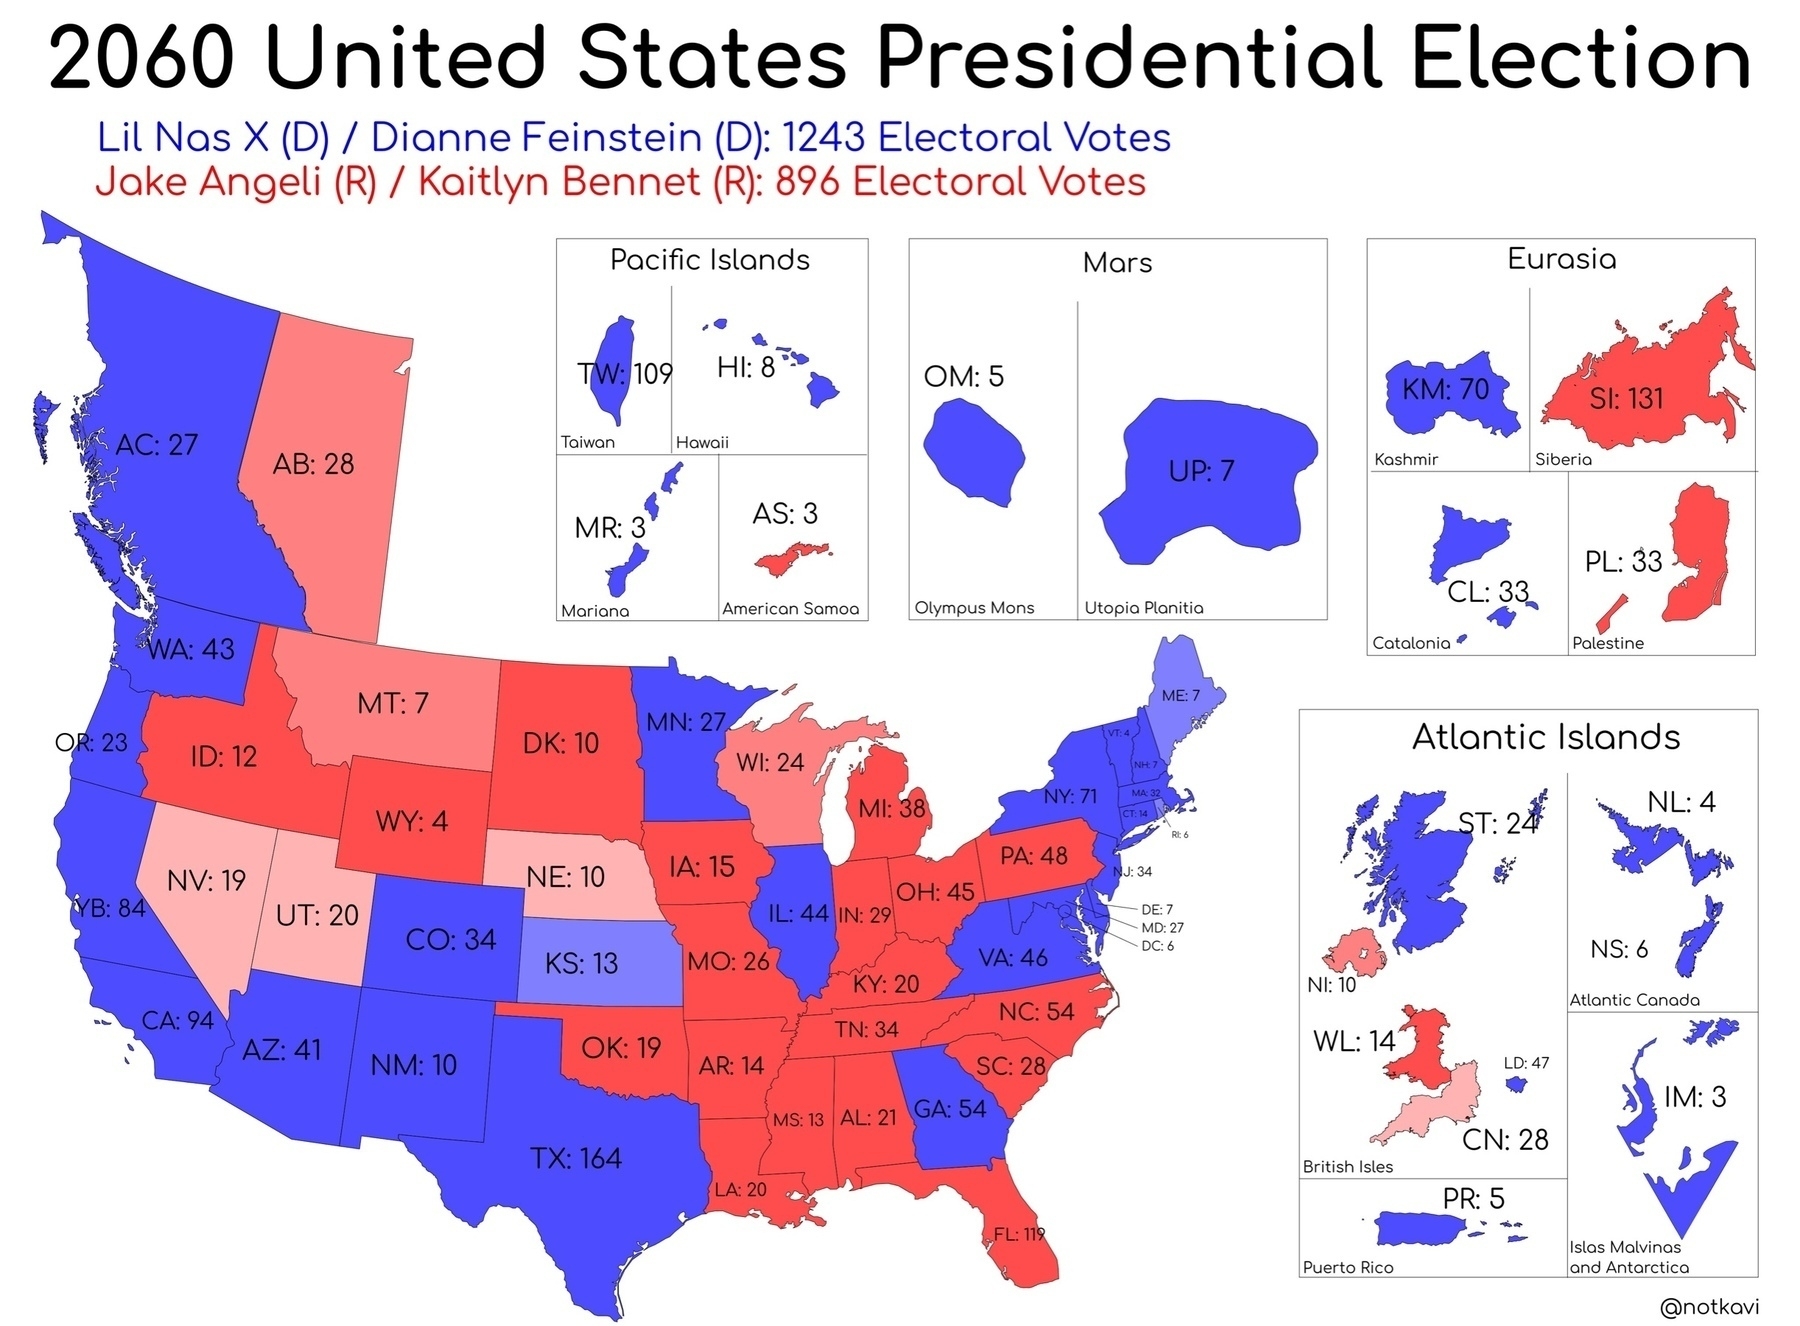 2060 United States Presidential Election
Lil Nas X (D) / Dianne Feinstein (D): 1243 Electoral Votes
Jake Angeli (R) / Kaitlyn Bennet (R): 896 Electoral Votes
AC: 27
AB: 28
WA: 43
OR: 23
ID: 12
MT: 7
WY: 4
DK: 10
MN: 27
WI: 24
MI: 38
YB: 84
NV: 19
UT: 20
CO: 34
NE: 10
KS: 13
IA: 15
MO: 26
IL: 44
IN: 29
OH: 45
PA: 48
NY: 71
VT: 4
NH: 7
ME: 7
MA: 32
CT: 14
RI: 6
NJ: 34
DE: 7
MD: 27
DC: 6
VA: 46
KY: 20
NC: 54
TN: 34
SC: 28
CA: 94
AZ: 41
NM: 10
OK: 19
AR: 14
TX: 164
LA: 20
MS: 13
AL: 21
GA: 54
FL: 119
Pacific Islands
TW: 109
Taiwan
HI: 8
Hawaii
MR: 3
Mariana
AS: 3
American Samoa
Mars
OM: 5
Olympus Mons
UP: 7
Utopia Planitia
Eurasia
KM: 70
Kashmir
SI: 131
Siberia
CL: 33
Catalonia
PL: 33
Palestine
Atlantic Islands
ST: 24
NI: 10
WL: 14
LD: 47
CN: 28
British Isles
NL: 4
NS: 6
Atlantic Canada
PR: 5
Puerto Rico
IM: 3
Islas Malvinas
and Antarctica
@notkavi